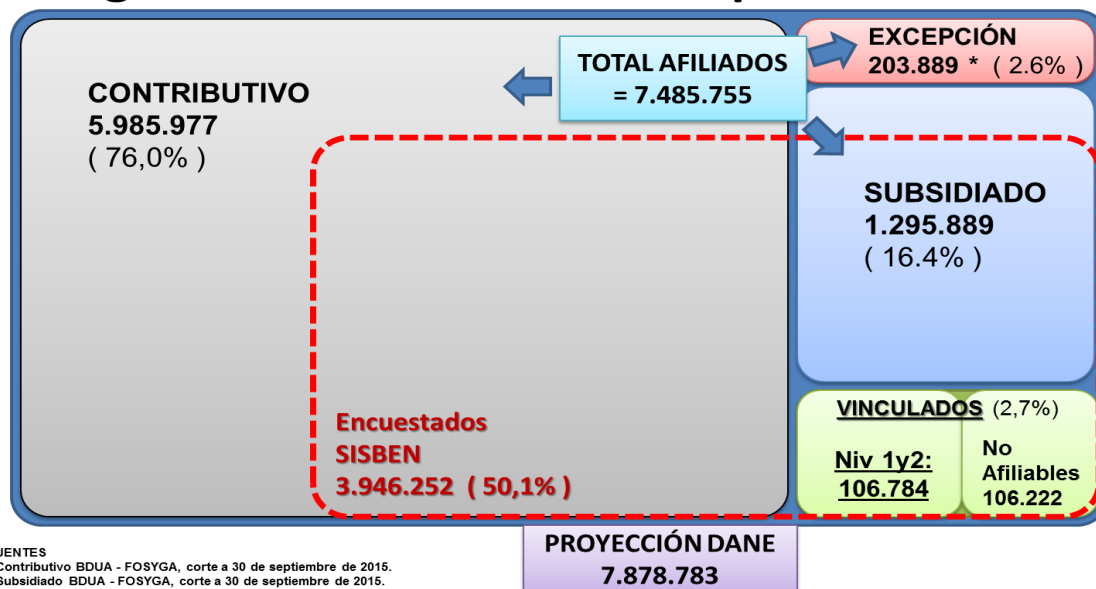 EXCEPCIÓN
203.889 * ( 2.6% )
TOTAL AFILIADOS
= 7.485.755
CONTRIBUTIVO
5.985.977
( 76,0% )
SUBSIDIADO
1.295.889
( 16.4% )
Encuestados
SISBEN
3.946.252 ( 50,1% )
VINCULADOS (2,7%)
Niv 1y2:
106.784
No
Afiliables
106.222
PROYECCIÓN DANE
7.878.783
UENTES
Contributivo BDUA - FOSYGA, corte a 30 de septiembre de 2015.
Subsidiado BDUA - FOSYGA, corte a 30 de septiembre de 2015.